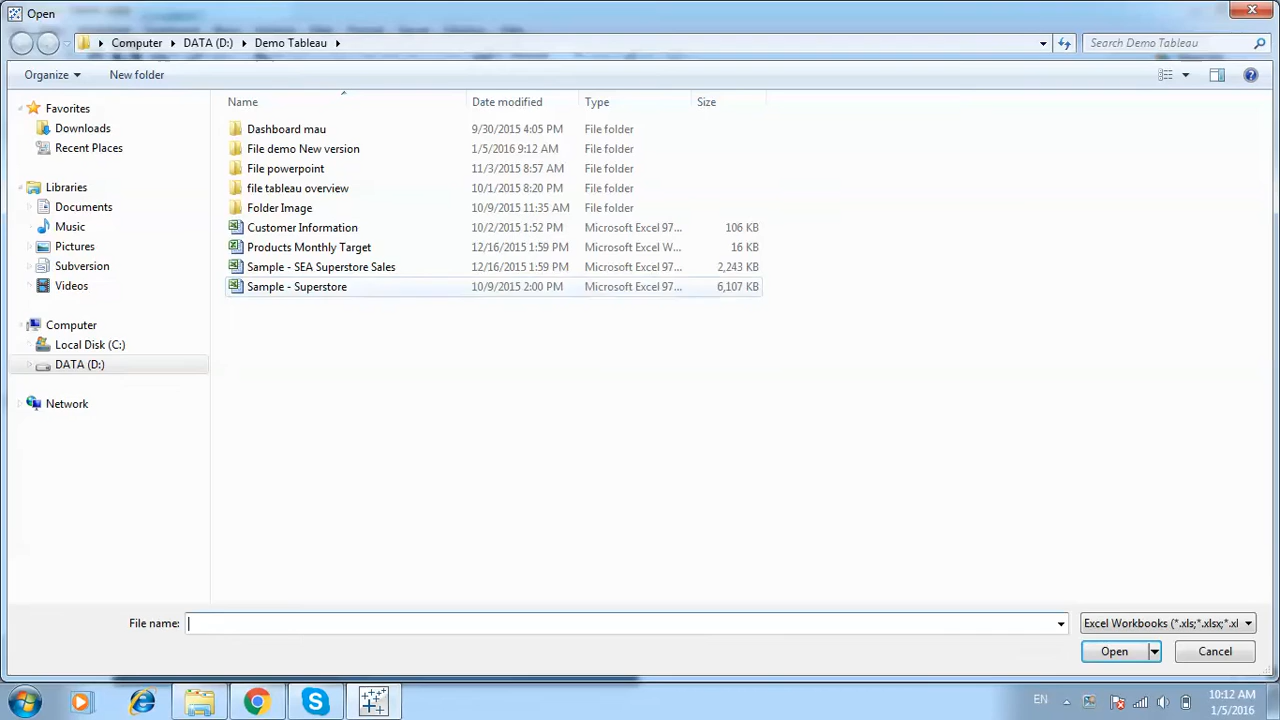 Open
Computer DATA (D:) Demo Tableau
Search Demo Tableau
Organize New folder
Name Date modified Type Size
Favorites
Downloads
Recent Places
Libraries
Documents
Music
Pictures
Subversion
Videos
Computer
Local Disk (C:)
DATA (D:)
Network
Dashboard mau 9/30/2015 4:05 PM File folder
File demo New version 1/5/2016 9:12 AM File folder
File powerpoint 11/3/2015 8:57 AM File folder
file tableau overview 10/1/2015 8:20 PM File folder
Folder Image 10/9/2015 11:35 AM File folder
Customer Information 10/2/2015 1:52 PM Microsoft Excel 97... 106 KB
Products Monthly Target 12/16/2015 1:59 PM Microsoft Excel W... 16 KB
Sample - SEA Superstore Sales 12/16/2015 1:59 PM Microsoft Excel 97... 2,243 KB
Sample - Superstore 10/9/2015 2:00 PM Microsoft Excel 97... 6,107 KB
File name: Excel Workbooks (*.xls;*.xlsx;*.xl
Open Cancel
EN 10:12 AM
1/5/2016